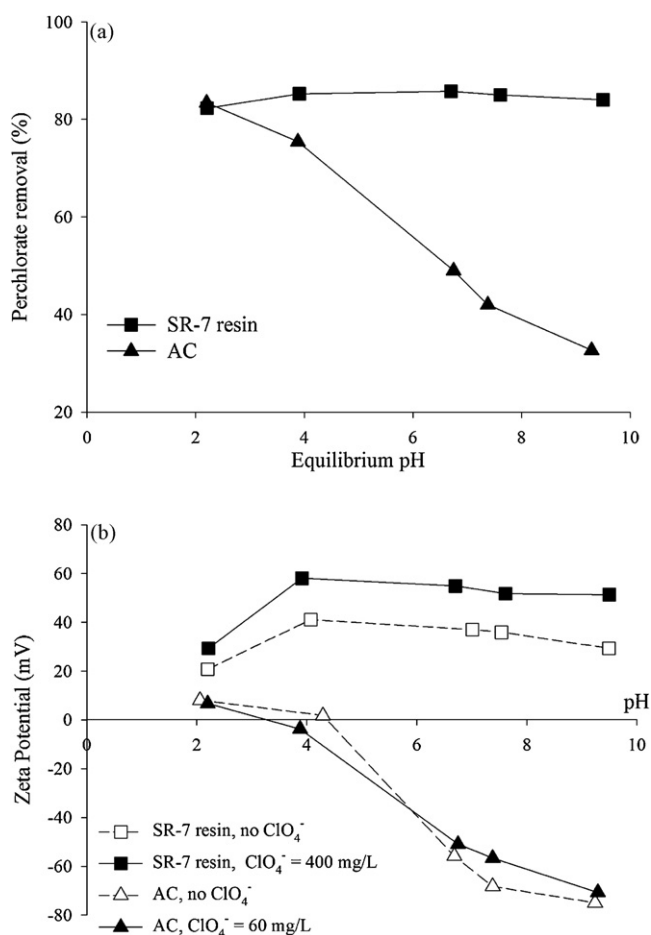 (a)
100
80
60
40
20
Perchlorate removal (%)
SR-7 resin
AC
0 2 4 6 8 10
Equilibrium pH
(b)
80
60
40
20
0
-20
-40
-60
-80
Zeta Potential (mV)
pH
0 2 4 6 8 10
SR-7 resin, no ClO₄⁻
SR-7 resin, ClO₄⁻ = 400 mg/L
AC, no ClO₄⁻
AC, ClO₄⁻ = 60 mg/L